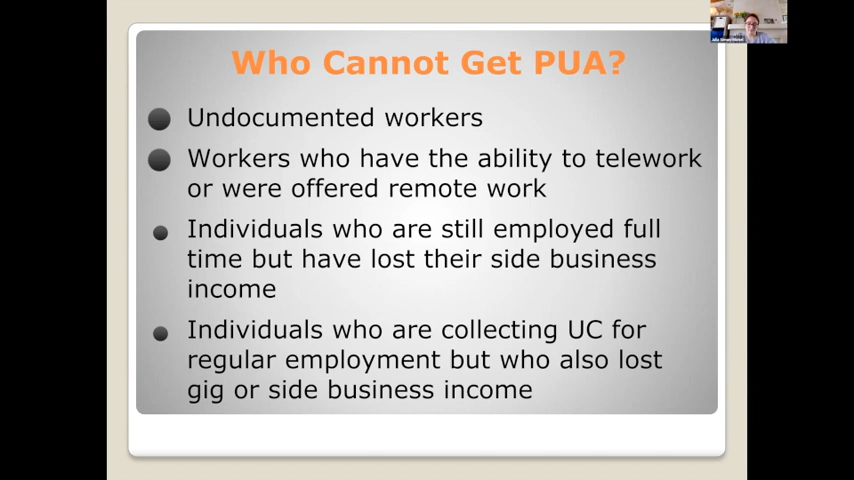 Who Cannot Get PUA?
Undocumented workers
Workers who have the ability to telework
or were offered remote work
Individuals who are still employed full
time but have lost their side business
income
Individuals who are collecting UC for
regular employment but who also lost
gig or side business income